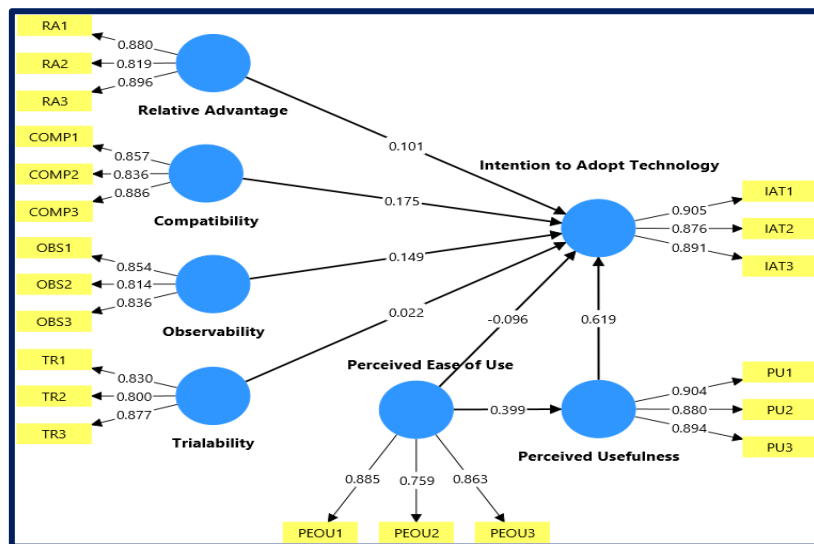 RA1
0.880
RA2
0.819
RA3
0.896
Relative Advantage
COMP1
0.857
COMP2
0.836
COMP3
0.886
Compatibility
OBS1
0.854
OBS2
0.814
OBS3
0.836
Observability
TR1
0.830
TR2
0.800
TR3
0.877
Trialability
0.101
0.175
0.149
0.022
-0.096
0.619
Intention to Adopt Technology
0.905
IAT1
0.876
IAT2
0.891
IAT3
Perceived Ease of Use
0.399
0.885
0.759
0.863
PEOU1
PEOU2
PEOU3
0.904
PU1
0.880
PU2
0.894
PU3
Perceived Usefulness